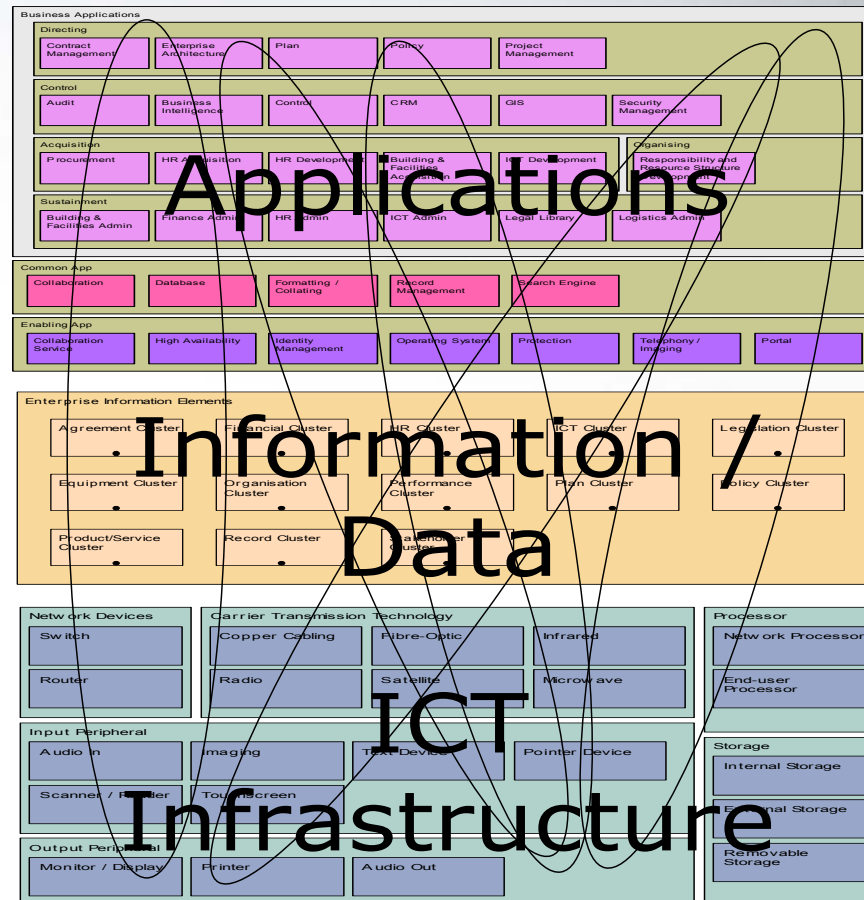 Business Applications
Directing
Contract
Management
Enterprise
Architecture
Plan
Policy
Project
Management
Control
Audit
Business
Intelligence
Control
CRM
GIS
Security
Management
Acquisition
Procurement
HR Acquisition
HR Development
Building &
Facilities
Acquisition
ICT Development
Organising
Responsibility and
Resource Structure
Development
Applications
Sustainment
Building &
Facilities Admin
Finance Admin
HR Admin
ICT Admin
Legal Library
Logistics Admin
Common App
Collaboration
Database
Formatting /
Collating
Record
Management
Search Engine
Enabling App
Collaboration
Service
High Availability
Identity
Management
Operating System
Protection
Telephony /
Imaging
Portal
Enterprise Information Elements
Agreement Cluster
Financial Cluster
HR Cluster
ICT Cluster
Legislation Cluster
Information /
Equipment Cluster
Organisation
Cluster
Performance
Cluster
Plan Cluster
Policy Cluster
Product/Service
Cluster
Record Cluster
Stakeholder
Cluster
Data
Network Devices
Switch
Router
Carrier Transmission Technology
Copper Cabling
Fibre-Optic
Infrared
Radio
Satellite
Microwave
Processor
Network Processor
End-user
Processor
ICT
Input Peripheral
Audio In
Imaging
Text Device
Pointer Device
Scanner / Reader
Touchscreen
Storage
Internal Storage
External Storage
Removable
Storage
Infrastructure
Output Peripheral
Monitor / Display
Printer
Audio Out